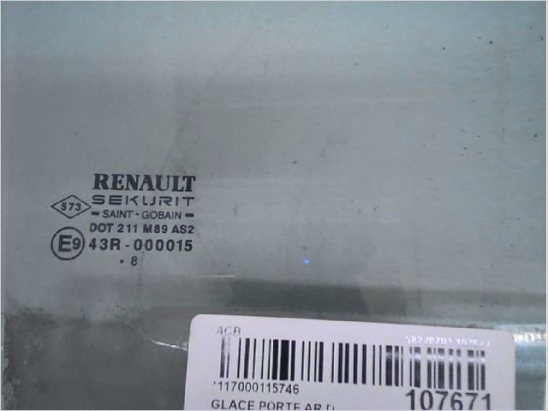 RENAULT
573 SEKURIT
SAINT-GOBAIN
DOT 211 M89 AS2
E9 43R-000015
. 8
ACB
*117000115746
107671
GLACE PORTE AR D